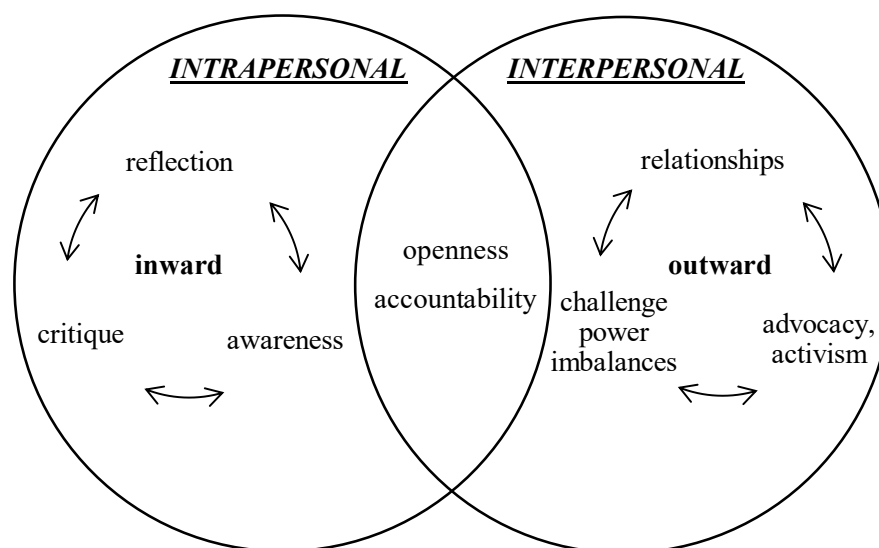 INTRAPERSONAL
reflection
inward
critique
awareness
openness
accountability
INTERPERSONAL
relationships
outward
challenge
power
imbalances
advocacy,
activism